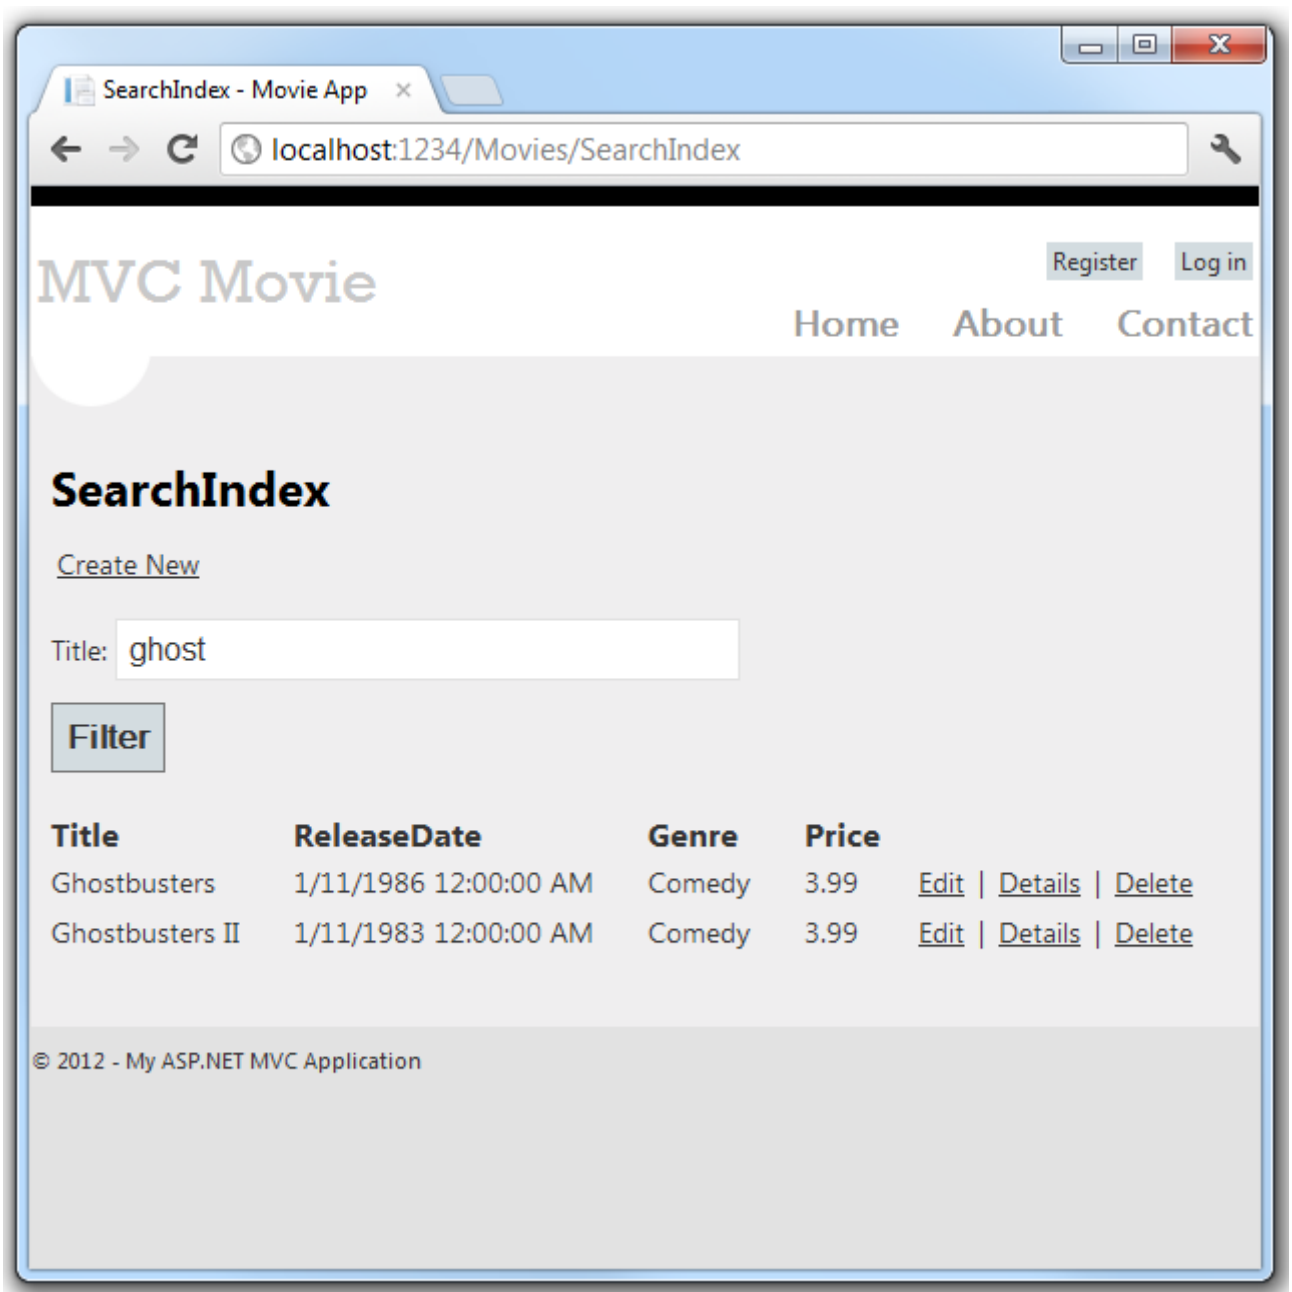 SearchIndex - Movie App
localhost:1234/Movies/SearchIndex
Register Log in
MVC Movie
Home About Contact
SearchIndex
Create New
Title: ghost
Filter
Title ReleaseDate Genre Price
Ghostbusters 1/11/1986 12:00:00 AM Comedy 3.99 Edit | Details | Delete
Ghostbusters II 1/11/1983 12:00:00 AM Comedy 3.99 Edit | Details | Delete
© 2012 - My ASP.NET MVC Application